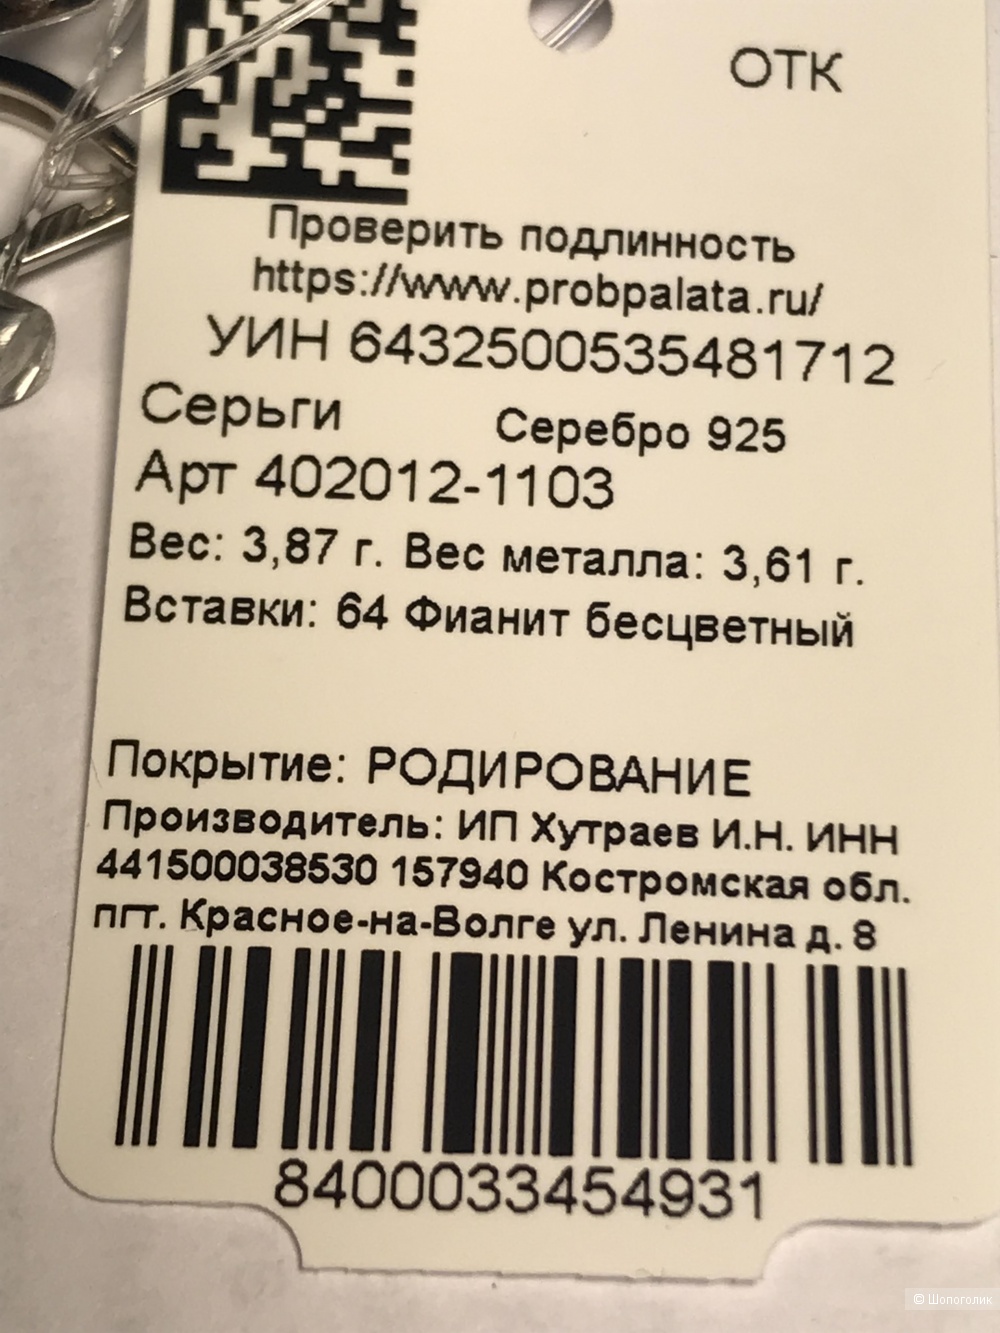 ОТК
Проверить подлинность
https://www.probpalata.ru/
УИН 6432500535481712
Серьги Серебро 925
Арт 402012-1103
Вес: 3,87 г. Вес металла: 3,61 г.
Вставки: 64 Фианит бесцветный
Покрытие: РОДИРОВАНИЕ
Производитель: ИП Хутраев И.Н. ИНН
441500038530 157940 Костромская обл.
пгт. Красное-на-Волге ул. Ленина д. 8
8400033454931
© Шопоголик